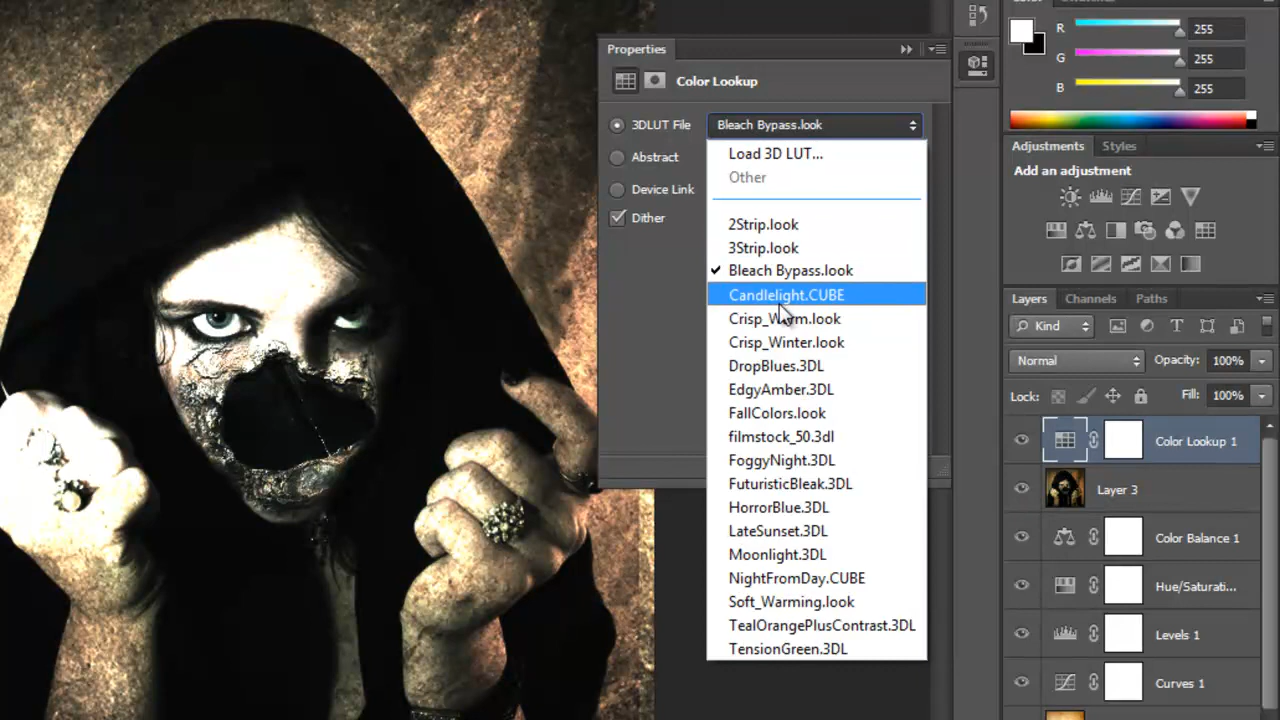 Properties
Color Lookup
3DLUT File
Bleach Bypass.look
Abstract
Device Link
Dither
Load 3D LUT...
Other
2Strip.look
3Strip.look
Bleach Bypass.look
Candlelight.CUBE
Crisp_Warm.look
Crisp_Winter.look
DropBlues.3DL
EdgyAmber.3DL
FallColors.look
filmstock_50.3dl
FoggyNight.3DL
FuturisticBleak.3DL
HorrorBlue.3DL
LateSunset.3DL
Moonlight.3DL
NightFromDay.CUBE
Soft_Warming.look
TealOrangePlusContrast.3DL
TensionGreen.3DL
R 255
G 255
B 255
Adjustments Styles
Add an adjustment
Layers Channels Paths
Kind
Normal Opacity: 100%
Lock: Fill: 100%
Color Lookup 1
Layer 3
Color Balance 1
Hue/Saturati...
Levels 1
Curves 1